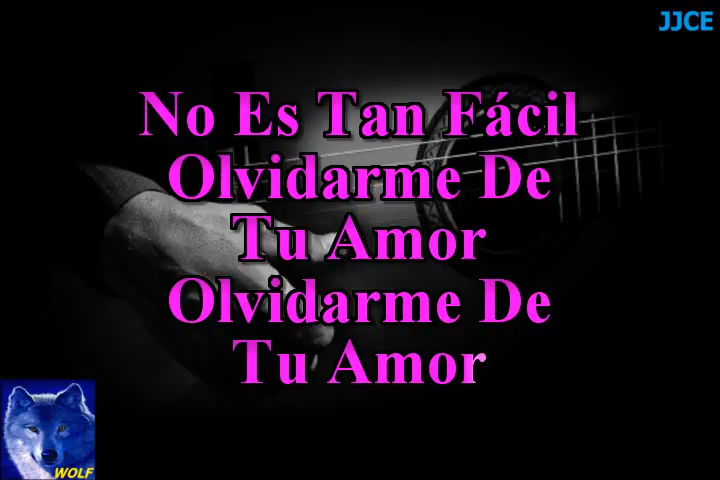 JJCE
No Es Tan Fácil
Olvidarme De
Tu Amor
Olvidarme De
Tu Amor
WOLF